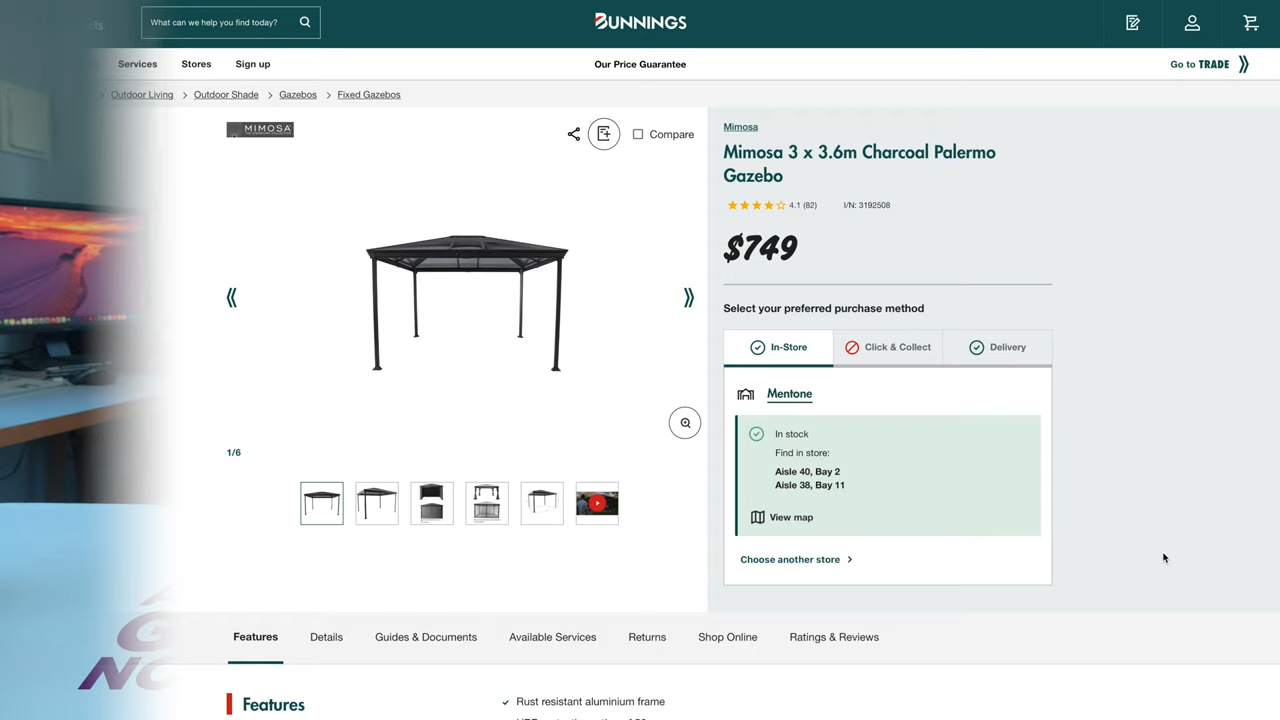 cts
What can we help you find today?
BUNNINGS
Services
Stores
Sign up
Our Price Guarantee
Go to TRADE
Outdoor Living
Outdoor Shade
Gazebos
Fixed Gazebos
MIMOSA
Compare
Mimosa
Mimosa 3 x 3.6m Charcoal Palermo
Gazebo
4.1 (82)
I/N: 3192508
$749
Select your preferred purchase method
In-Store
Click & Collect
Delivery
Mentone
In stock
Find in store:
Aisle 40, Bay 2
Aisle 38, Bay 11
View map
Choose another store
1/6
Features
Details
Guides & Documents
Available Services
Returns
Shop Online
Ratings & Reviews
Features
Rust resistant aluminium frame